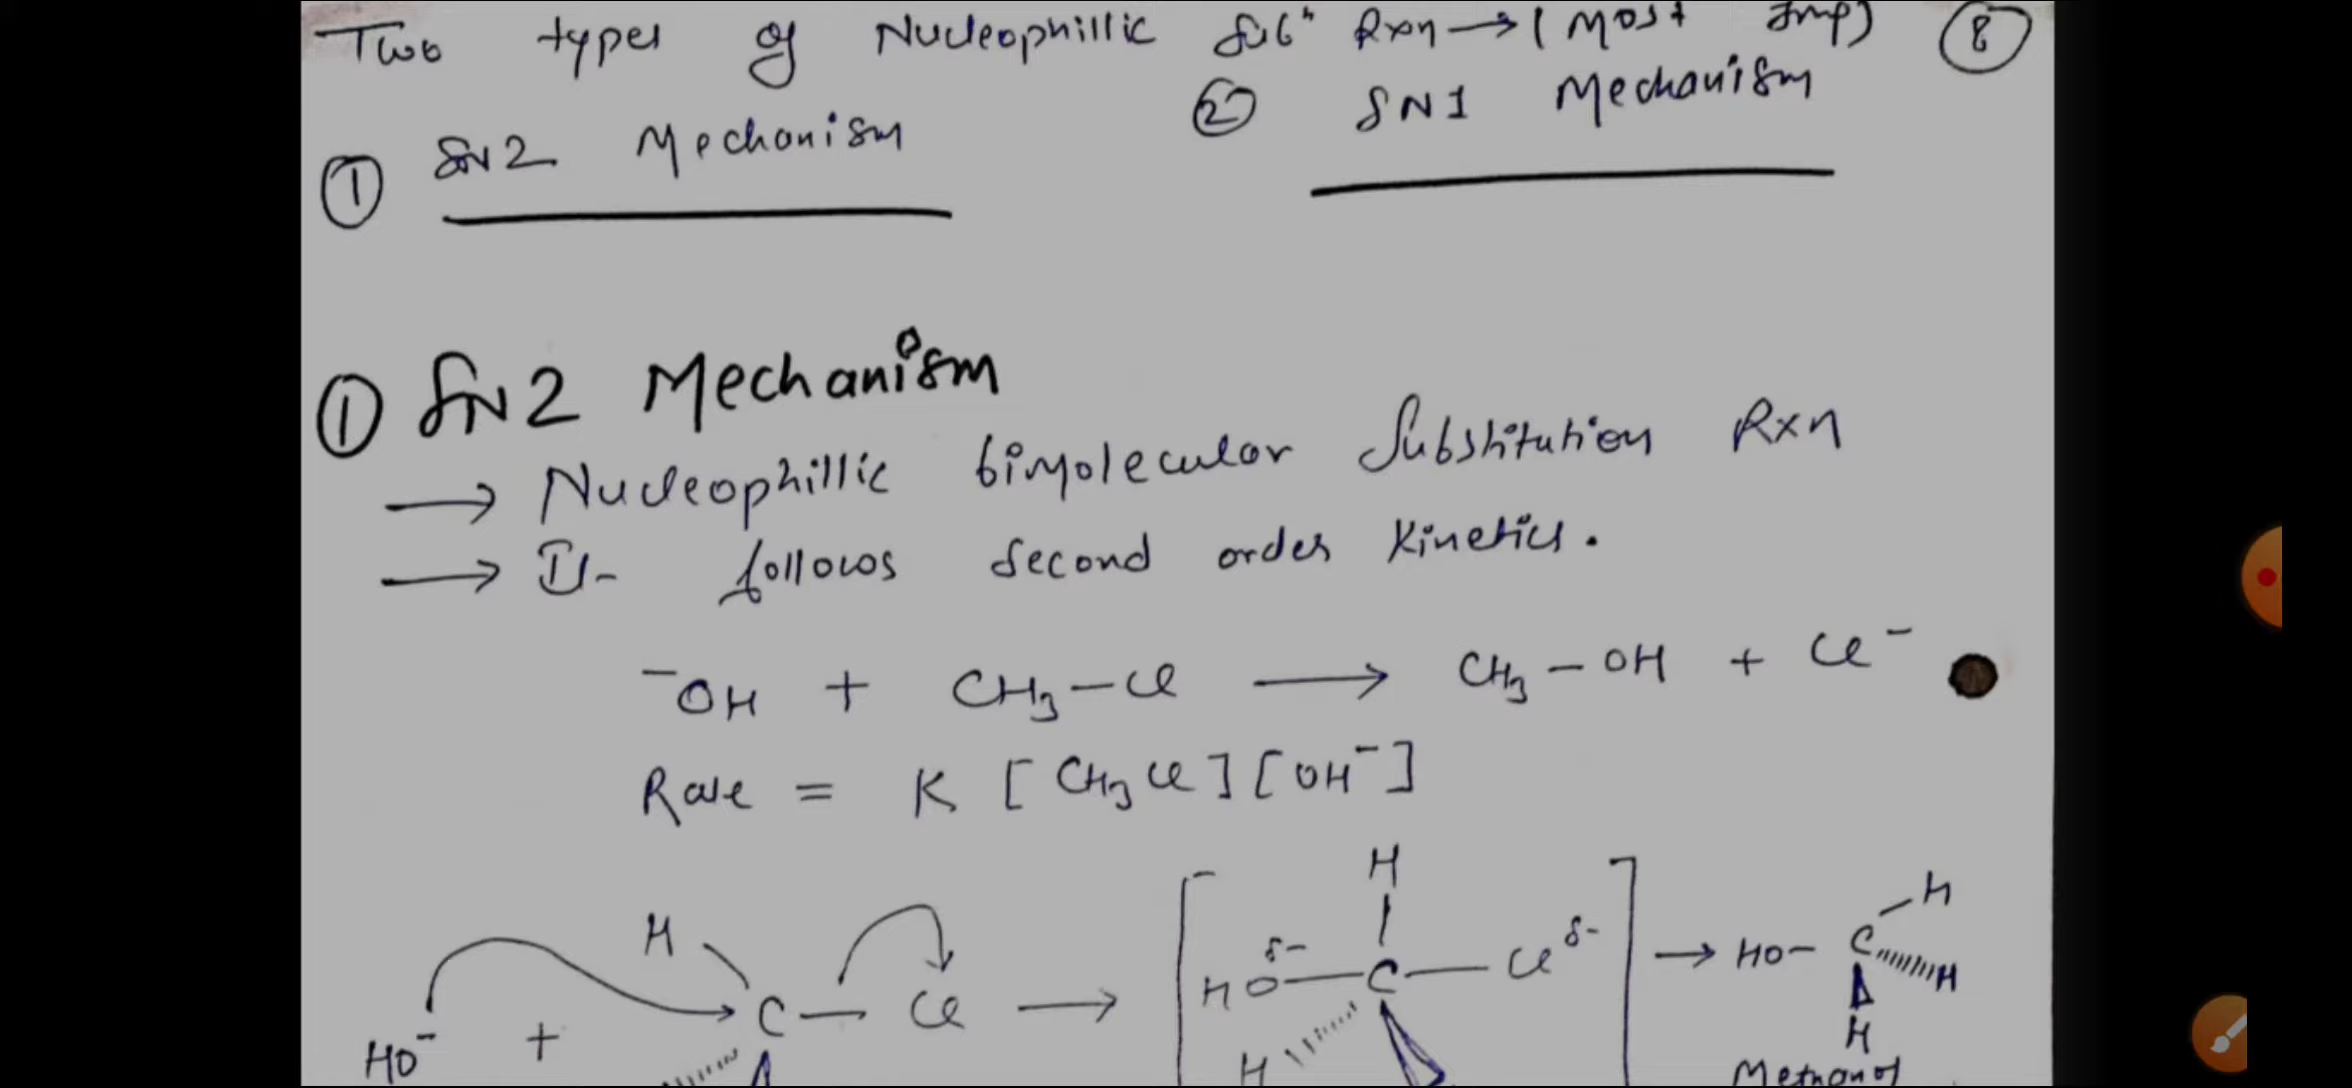 Two types of Nucleophillic Subⁿ Rxn → (Most Imp) 8
① SN2 Mechanism ② SN1 Mechanism
① SN2 Mechanism
→ Nucleophillic bimolecular Substitution Rxn
→ It follows Second order Kinetics.
⁻OH + CH₃ – Cl → CH₃ – OH + Cl⁻
Rate = K [CH₃Cl][OH⁻]
HO⁻ + H C – Cl → [ H HO δ- – C – Cl δ- H ] → HO – C H H H
Methanol